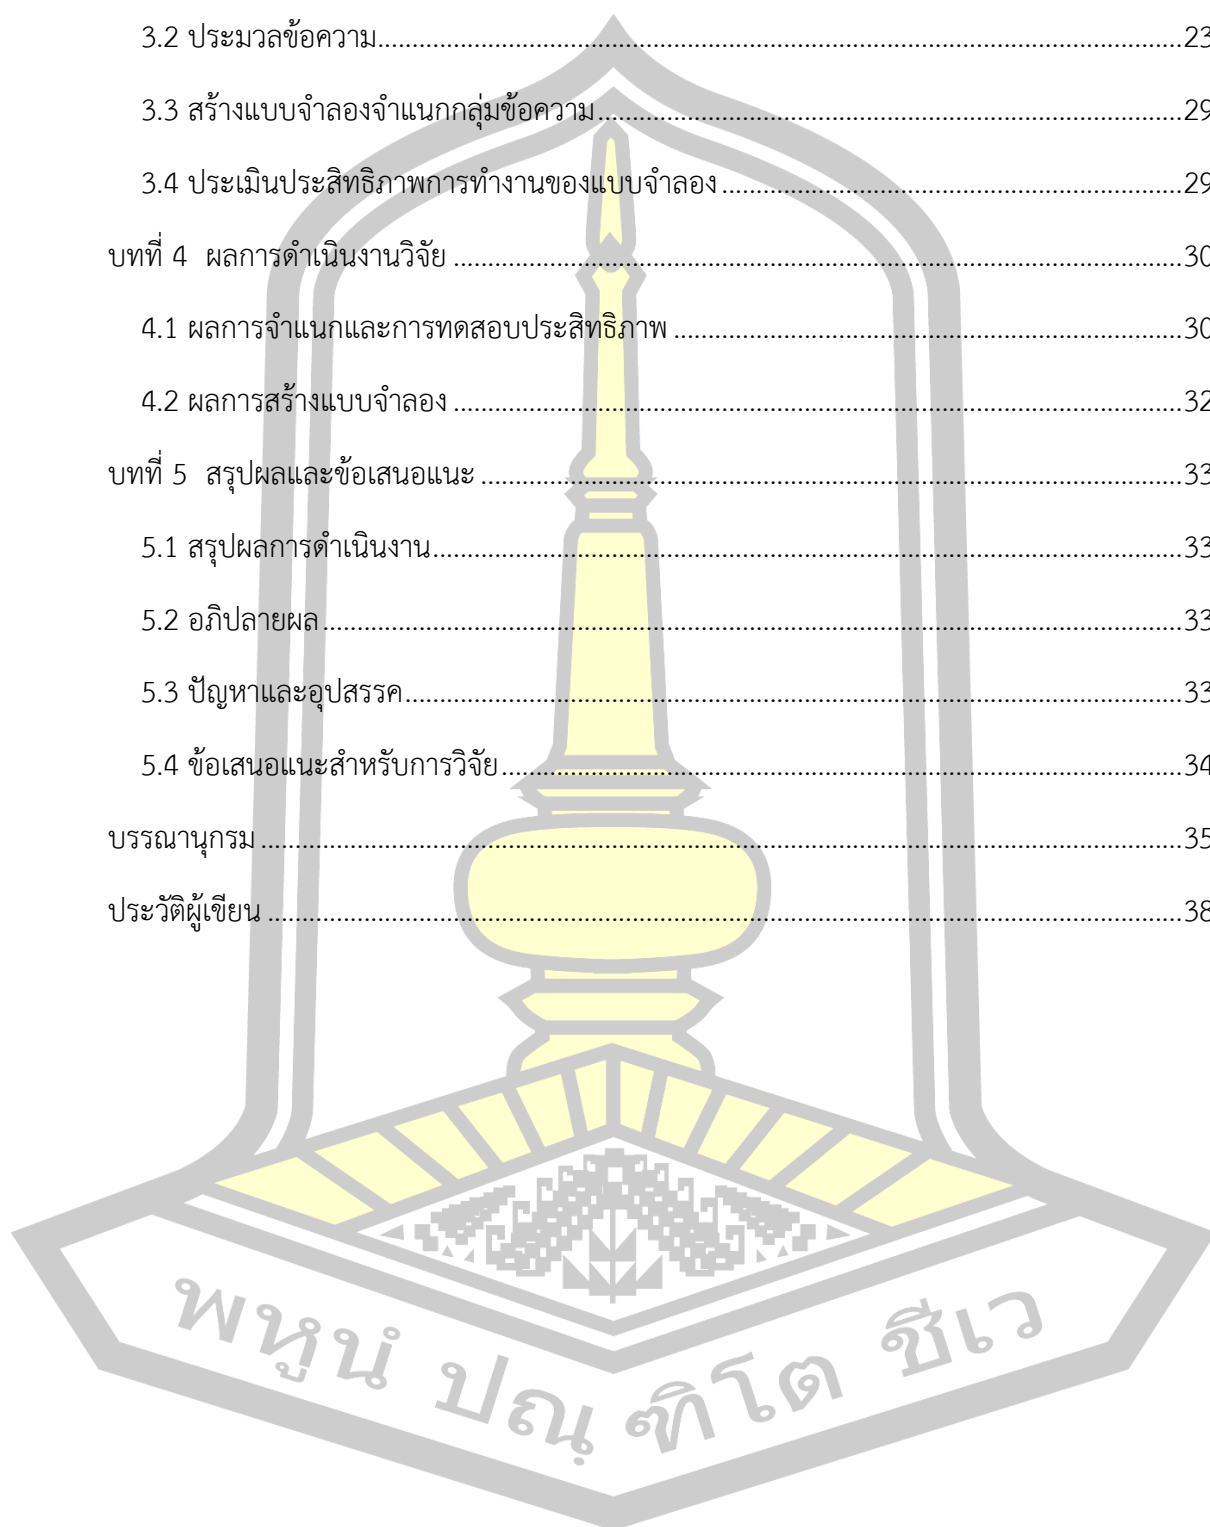 3.2 ประมวลข้อความ....................23
3.3 สร้างแบบจำลองจำแนกกลุ่มข้อความ....................29
3.4 ประเมินประสิทธิภาพการทำงานของแบบจำลอง....................29
บทที่ 4 ผลการดำเนินงานวิจัย....................30
4.1 ผลการจำแนกและการทดสอบประสิทธิภาพ....................30
4.2 ผลการสร้างแบบจำลอง....................32
บทที่ 5 สรุปผลและข้อเสนอแนะ....................33
5.1 สรุปผลการดำเนินงาน....................33
5.2 อภิปลายผล....................33
5.3 ปัญหาและอุปสรรค....................33
5.4 ข้อเสนอแนะสำหรับการวิจัย....................34
บรรณานุกรม....................35
ประวัติผู้เขียน....................38
พหูนํ ปณฺฑิโต ชีเว